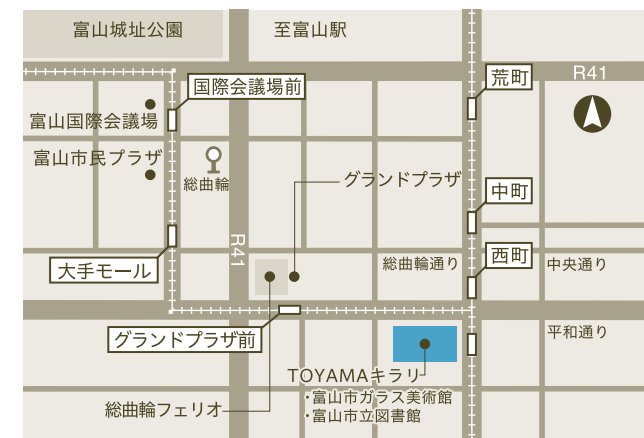 富山城址公園
至富山駅
荒町
R41
国際会議場前
富山国際会議場
富山市民プラザ
総曲輪
グランドプラザ
中町
R41
大手モール
総曲輪通り
西町
中央通り
グランドプラザ前
平和通り
TOYAMAキラリ
・富山市ガラス美術館
・富山市立図書館
総曲輪フェリオ